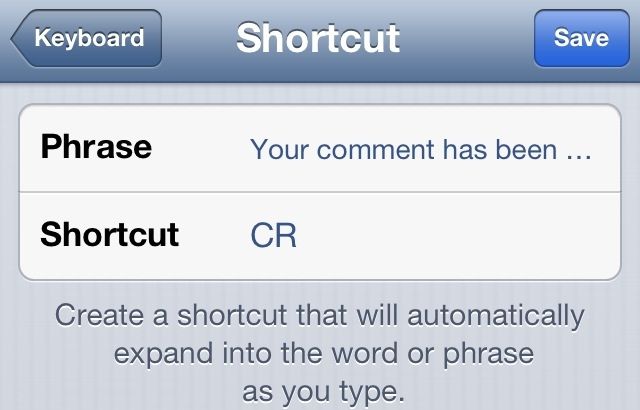 Keyboard Shortcut Save
Phrase Your comment has been ...
Shortcut CR
Create a shortcut that will automatically
expand into the word or phrase
as you type.